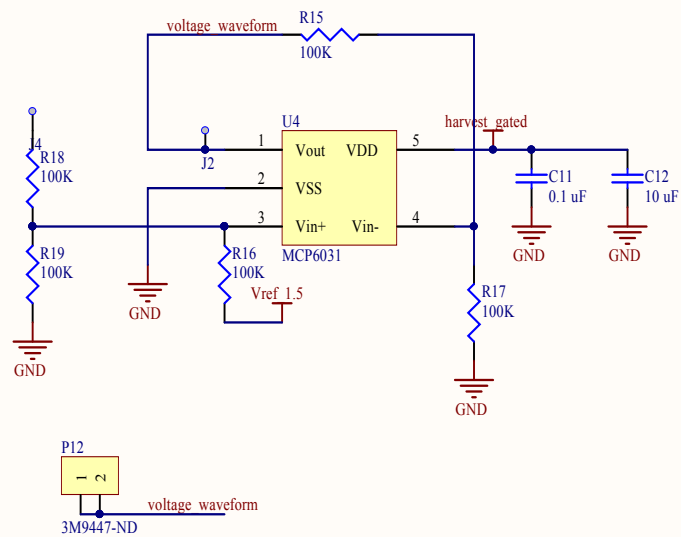 R15
voltage_waveform
100K
U4
harvest_gated
J4
R18
100K
J2
1
Vout
VDD
5
2
VSS
3
Vin+
Vin-
4
MCP6031
C11
0.1 uF
C12
10 uF
R19
100K
R16
100K
Vref_1.5
GND
GND
GND
GND
R17
100K
GND
P12
1
2
voltage_waveform
3M9447-ND